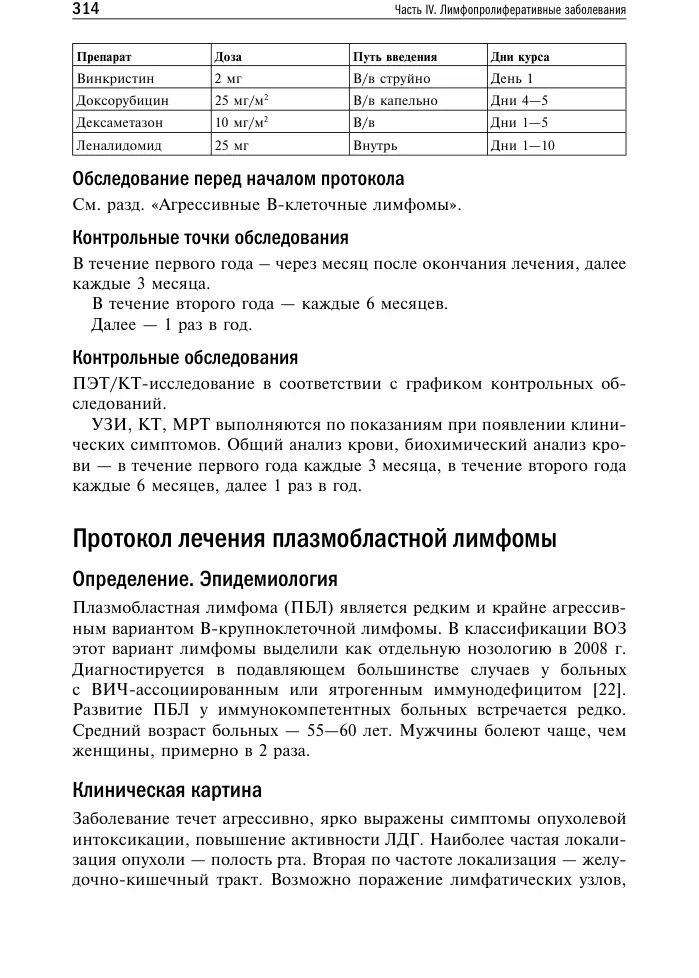 314
Часть IV. Лимфопролиферативные заболевания
Препарат Доза Путь введения Дни курса
Винкристин 2 мг В/в струйно День 1
Доксорубицин 25 мг/м² В/в капельно Дни 4—5
Дексаметазон 10 мг/м² В/в Дни 1—5
Леналидомид 25 мг Внутрь Дни 1—10
Обследование перед началом протокола
См. разд. «Агрессивные В-клеточные лимфомы».
Контрольные точки обследования
В течение первого года – через месяц после окончания лечения, далее
каждые 3 месяца.
В течение второго года — каждые 6 месяцев.
Далее — 1 раз в год.
Контрольные обследования
ПЭТ/КТ-исследование в соответствии с графиком контрольных об-
следований.
УЗИ, КТ, МРТ выполняются по показаниям при появлении клини-
ческих симптомов. Общий анализ крови, биохимический анализ кро-
ви — в течение первого года каждые 3 месяца, в течение второго года
каждые 6 месяцев, далее 1 раз в год.
Протокол лечения плазмобластной лимфомы
Определение. Эпидемиология
Плазмобластная лимфома (ПБЛ) является редким и крайне агрессив-
ным вариантом В-крупноклеточной лимфомы. В классификации ВОЗ
этот вариант лимфомы выделили как отдельную нозологию в 2008 г.
Диагностируется в подавляющем большинстве случаев у больных
с ВИЧ-ассоциированным или ятрогенным иммунодефицитом [22].
Развитие ПБЛ у иммунокомпетентных больных встречается редко.
Средний возраст больных — 55—60 лет. Мужчины болеют чаще, чем
женщины, примерно в 2 раза.
Клиническая картина
Заболевание течет агрессивно, ярко выражены симптомы опухолевой
интоксикации, повышение активности ЛДГ. Наиболее частая локали-
зация опухоли — полость рта. Вторая по частоте локализация — желу-
дочно-кишечный тракт. Возможно поражение лимфатических узлов,